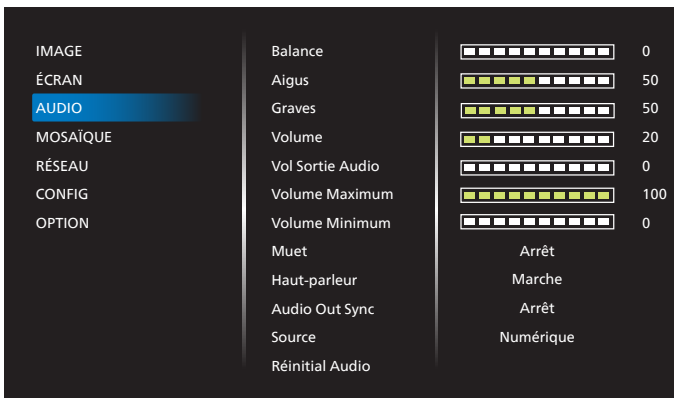 IMAGE
ÉCRAN
AUDIO
MOSAÏQUE
RÉSEAU
CONFIG
OPTION
Balance 0
Aigus 50
Graves 50
Volume 20
Vol Sortie Audio 0
Volume Maximum 100
Volume Minimum 0
Muet Arrêt
Haut-parleur Marche
Audio Out Sync Arrêt
Source Numérique
Réinitial Audio